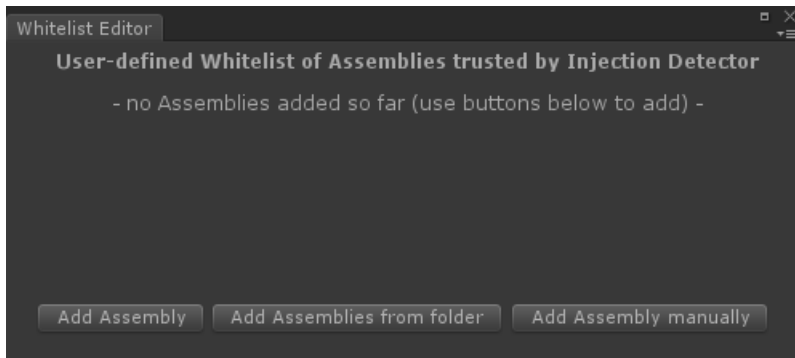 Whitelist Editor
User-defined Whitelist of Assemblies trusted by Injection Detector
- no Assemblies added so far (use buttons below to add) -
Add Assembly Add Assemblies from folder Add Assembly manually